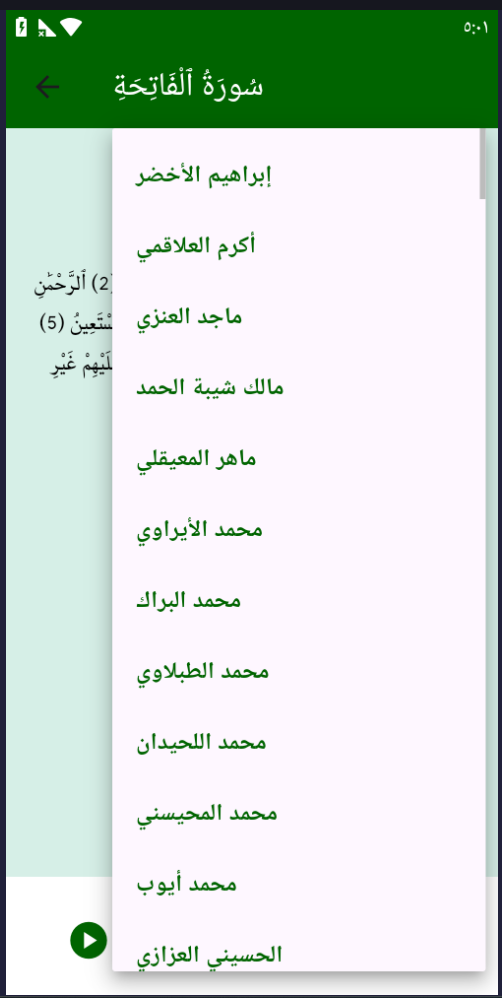 ٥:٠١
سُورَةُ ٱلْفَاتِحَةِ
إبراهيم الأخضر
أكرم العلاقمي
(2) ٱلرَّحْمَٰنِ
ماجد العنزي
(5)
مالك شيبة الحمد
غَيْرِ
ماهر المعيقلي
محمد الأيراوي
محمد البراك
محمد الطبلاوي
محمد اللحيدان
محمد المحيسني
محمد أيوب
الحسيني العزازي